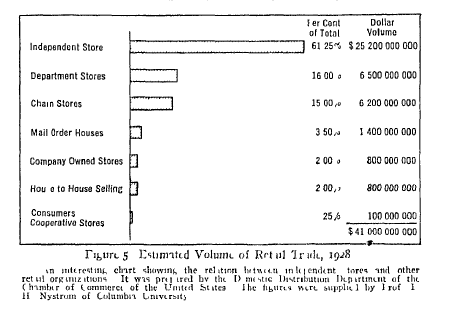 Per Cent of Total
Dollar Volume
Independent Store 61 25% $25 200 000 000
Department Stores 16 00 6 500 000 000
Chain Stores 15 00 6 200 000 000
Mail Order Houses 3 50 1 400 000 000
Company Owned Stores 2 00 800 000 000
House to House Selling 2 00 800 000 000
Consumers
Cooperative Stores 25 100 000 000
$41 000 000 000
Figure 5 Estimated Volume of Retail Trade, 1928
An interesting chart showing the relation between independent stores and other
retail organizations It was prepared by the Domestic Distribution Department of the
Chamber of Commerce of the United States The figures were supplied by Prof
H Nystrom of Columbia University